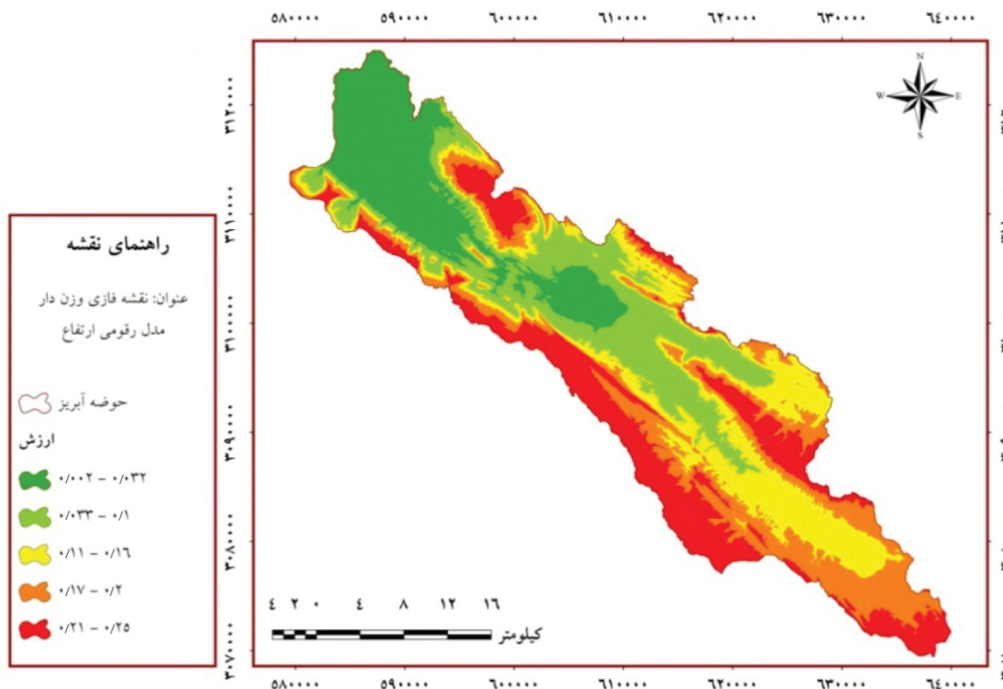 ۵۸۰۰۰۰ ۵۹۰۰۰۰ ۶۰۰۰۰۰ ۶۱۰۰۰۰ ۶۲۰۰۰۰ ۶۳۰۰۰۰ ۶۴۰۰۰۰
N
W E
S
۳۱۲۰۰۰۰
۳۱۱۰۰۰۰
۳۱۰۰۰۰۰
۳۰۹۰۰۰۰
۳۰۸۰۰۰۰
۳۰۷۰۰۰۰
راهنمای نقشه
عنوان: نقشه فازی وزن دار
مدل رقومی ارتفاع
حوضه آبریز
ارزش
۰/۰۰۲ - ۰/۰۳۲
۰/۰۳۳ - ۰/۱
۰/۱۱ - ۰/۱۶
۰/۱۷ - ۰/۲
۰/۲۱ - ۰/۲۵
۴ ۲ ۰ ۴ ۸ ۱۲ ۱۶
کیلومتر
۵۸۰۰۰۰ ۵۹۰۰۰۰ ۶۰۰۰۰۰ ۶۱۰۰۰۰ ۶۲۰۰۰۰ ۶۳۰۰۰۰ ۶۴۰۰۰۰